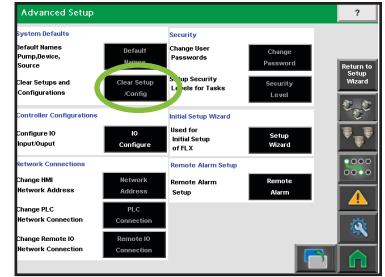 Advanced Setup
?
System Defaults
Default Names
Pump,Device,
Source
Default
Names
Clear Setups and
Configurations
Clear Setup
/Config
Security
Change User
Passwords
Change
Password
Setup Security
Levels for Tasks
Security
Level
Return to
Setup
Wizard
Controller Configurations
Configure IO
Input/Ouput
IO
Configure
Initial Setup Wizard
Used for
Initial Setup
of FLX
Setup
Wizard
Network Connections
Change HMI
Network Address
Network
Address
Change PLC
Network Connection
PLC
Connection
Change Remote IO
Network Connection
Remote IO
Connection
Remote Alarm Setup
Remote Alarm
Setup
Remote
Alarm